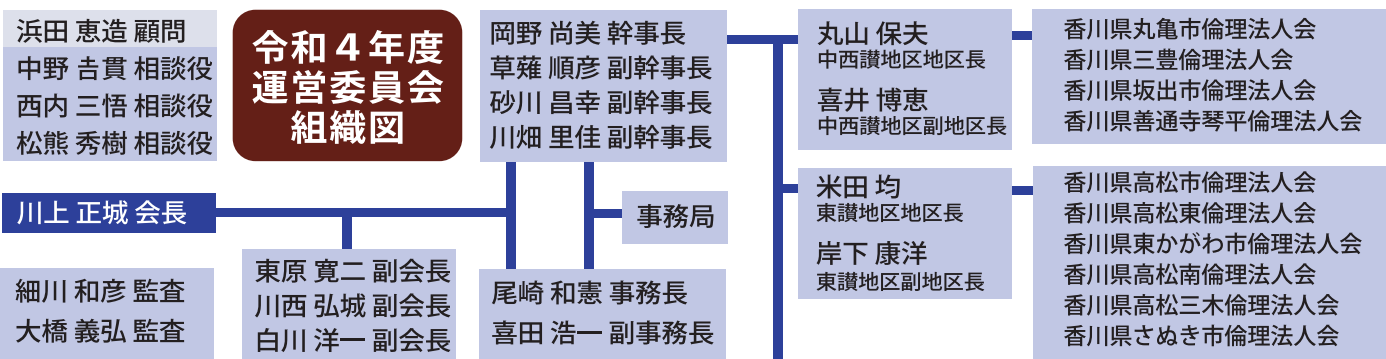 浜田 恵造 顧問
中野 𠮷貫 相談役
西内 三悟 相談役
松熊 秀樹 相談役
令和４年度
運営委員会
組織図
川上 正城 会長
細川 和彦 監査
大橋 義弘 監査
東原 寛二 副会長
川西 弘城 副会長
白川 洋一 副会長
岡野 尚美 幹事長
草薙 順彦 副幹事長
砂川 昌幸 副幹事長
川畑 里佳 副幹事長
事務局
尾崎 和憲 事務長
喜田 浩一 副事務長
丸山 保夫
中西讃地区地区長
喜井 博恵
中西讃地区副地区長
香川県丸亀市倫理法人会
香川県三豊倫理法人会
香川県坂出市倫理法人会
香川県善通寺琴平倫理法人会
米田 均
東讃地区地区長
岸下 康洋
東讃地区副地区長
香川県高松市倫理法人会
香川県高松東倫理法人会
香川県東かがわ市倫理法人会
香川県高松南倫理法人会
香川県高松三木倫理法人会
香川県さぬき市倫理法人会